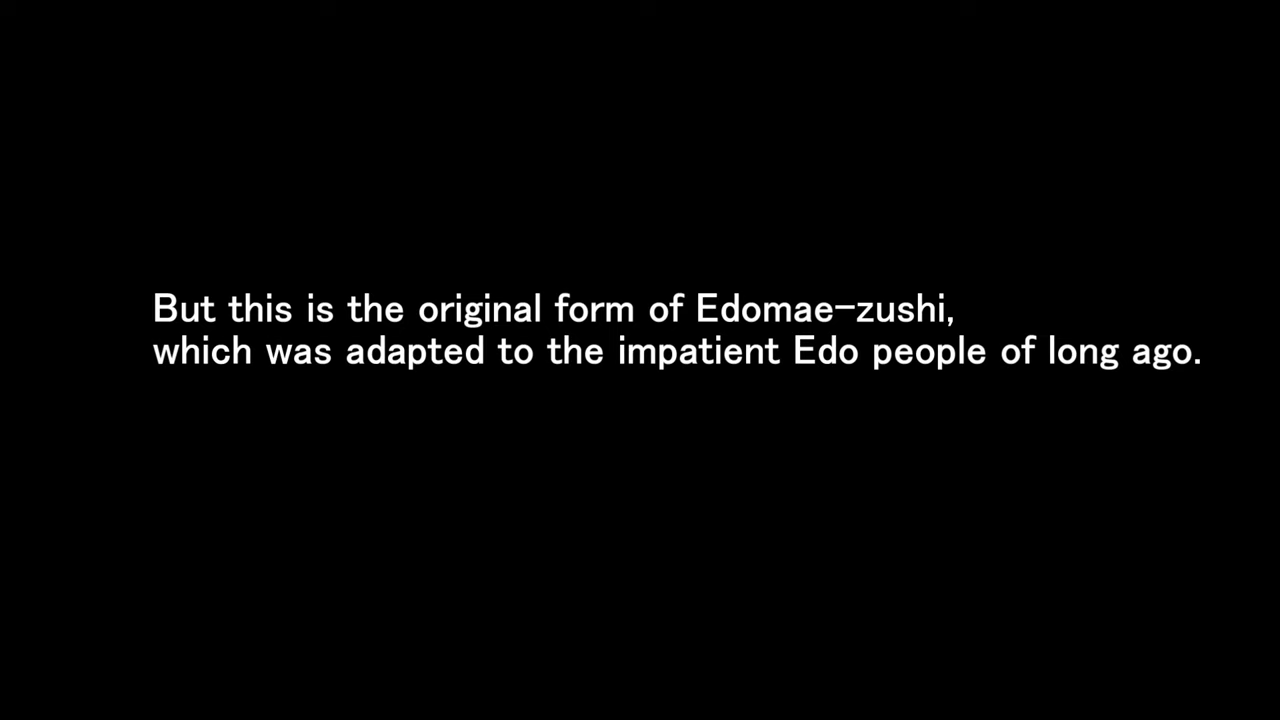 But this is the original form of Edomae-zushi,
which was adapted to the impatient Edo people of long ago.